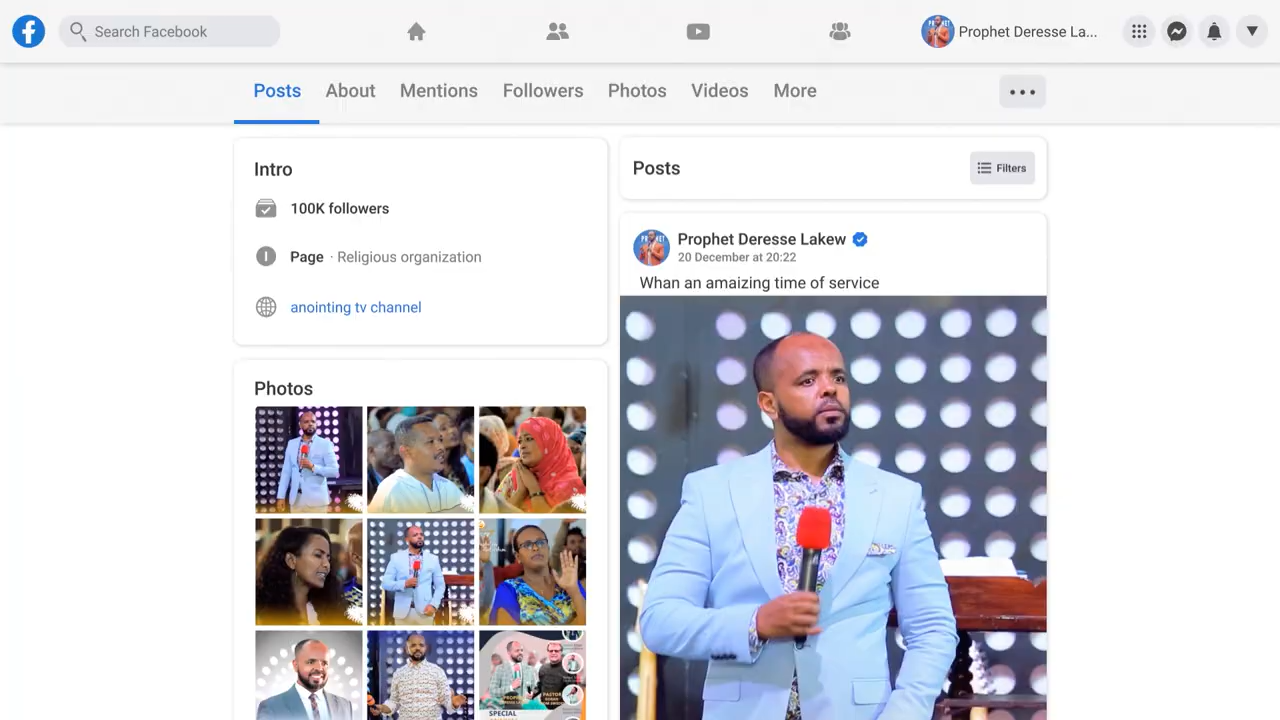 Search Facebook
Prophet Deresse La...
Posts
About
Mentions
Followers
Photos
Videos
More
Intro
100K followers
Page · Religious organization
anointing tv channel
Photos
SPECIAL
Posts
Filters
Prophet Deresse Lakew
20 December at 20:22
Whan an amaizing time of service